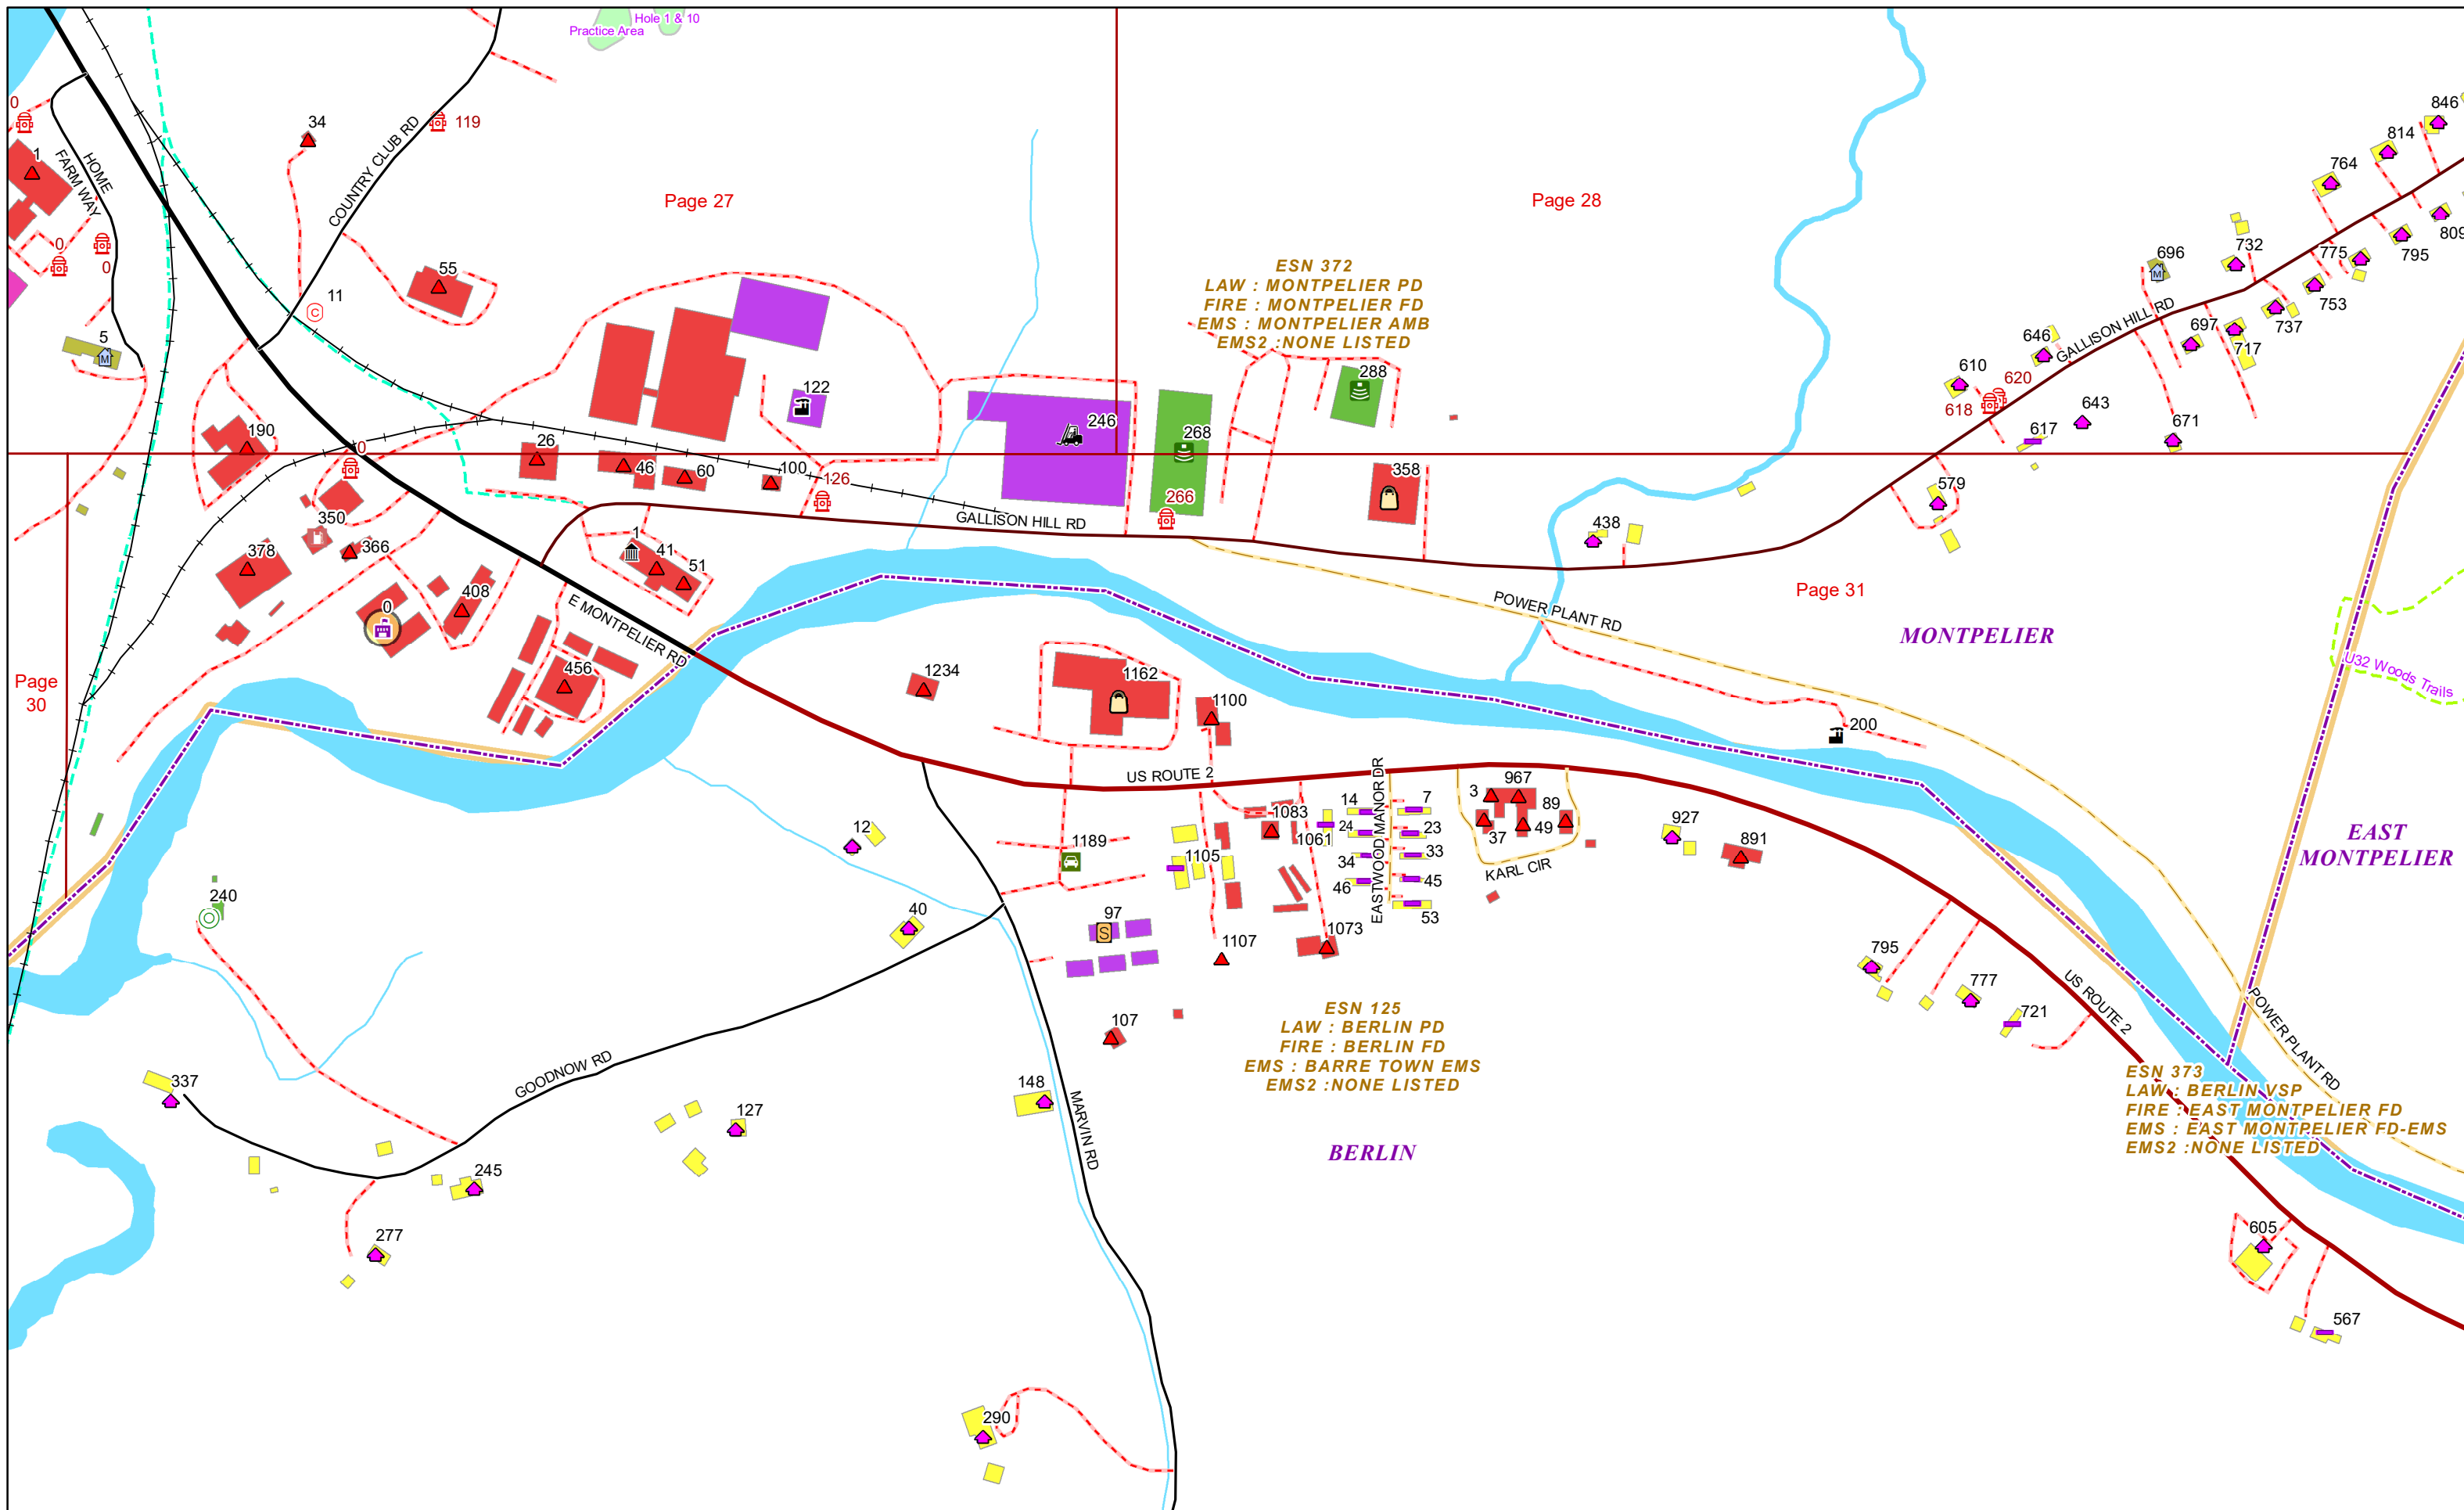 Hole 1 & 10
Practice Area
0
34
119
COUNTRY CLUB RD
846
814
1
HOME
FARM WAY
764
Page 27
Page 28
809
0
0
732
795
775
696
55
11
ESN 372
LAW : MONTPELIER PD
FIRE : MONTPELIER FD
EMS : MONTPELIER AMB
EMS2 :NONE LISTED
753
737
697
717
GALLISON HILL RD
646
5
610
620
618
643
671
617
288
122
246
268
190
0
26
46
60
100
126
358
266
579
438
GALLISON HILL RD
350
366
378
1
41
51
408
0
E MONTPELIER RD
456
Page 31
POWER PLANT RD
MONTPELIER
U32 Woods Trails
Page
30
1234
1162
1100
200
US ROUTE 2
967
3
89
37
49
KARL CIR
14
24
34
46
7
23
33
45
53
EASTWOOD MANOR DR
1083
1061
927
891
EAST
MONTPELIER
12
1189
1105
240
40
97
1107
1073
795
777
721
US ROUTE 2
POWER PLANT RD
107
ESN 125
LAW : BERLIN PD
FIRE : BERLIN FD
EMS : BARRE TOWN EMS
EMS2 :NONE LISTED
ESN 373
LAW : BERLIN VSP
FIRE : EAST MONTPELIER FD
EMS : EAST MONTPELIER FD-EMS
EMS2 :NONE LISTED
GOODNOW RD
337
148
127
MARVIN RD
BERLIN
245
277
605
567
290